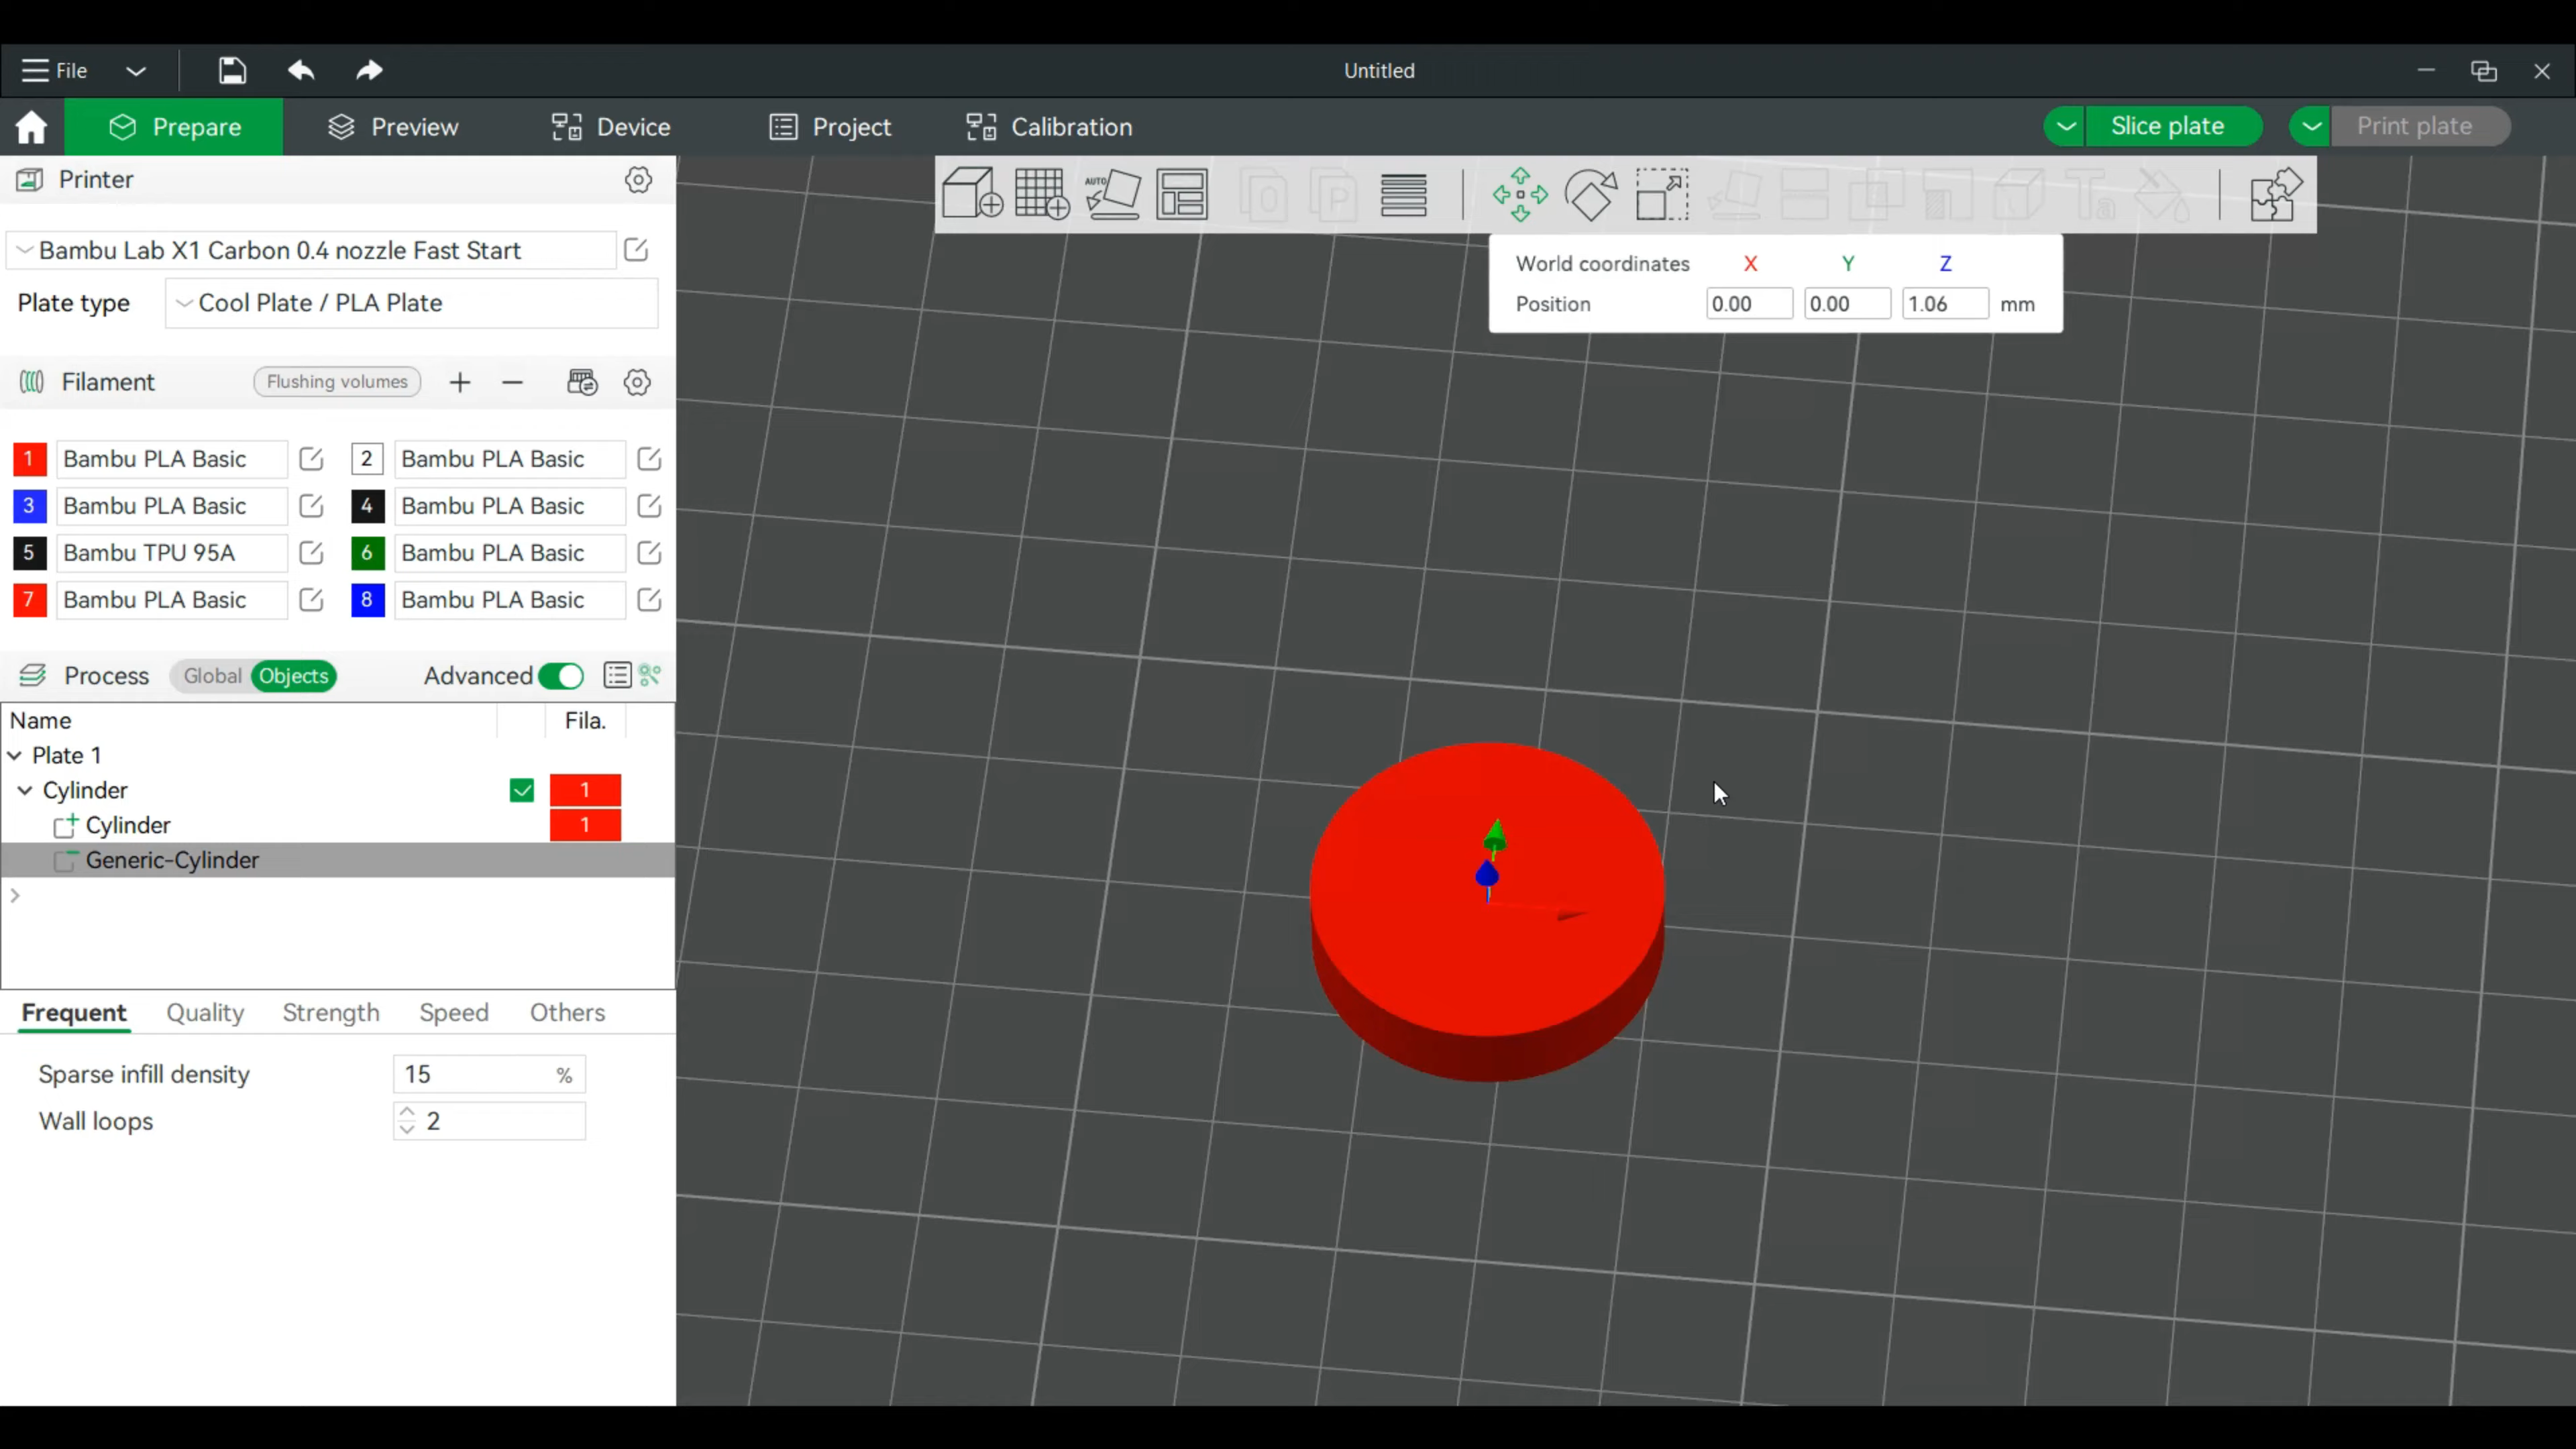 File
Untitled
Prepare
Preview
Device
Project
Calibration
Slice plate
Print plate
Printer
Bambu Lab X1 Carbon 0.4 nozzle Fast Start
Plate type
Cool Plate / PLA Plate
AUTO
World coordinates X Y Z
Position 0.00 0.00 1.06 mm
Filament Flushing volumes
1 Bambu PLA Basic 2 Bambu PLA Basic
3 Bambu PLA Basic 4 Bambu PLA Basic
5 Bambu TPU 95A 6 Bambu PLA Basic
7 Bambu PLA Basic 8 Bambu PLA Basic
Process Global Objects Advanced
Name Fila.
Plate 1
Cylinder 1
Cylinder 1
Generic-Cylinder
Frequent Quality Strength Speed Others
Sparse infill density 15 %
Wall loops 2